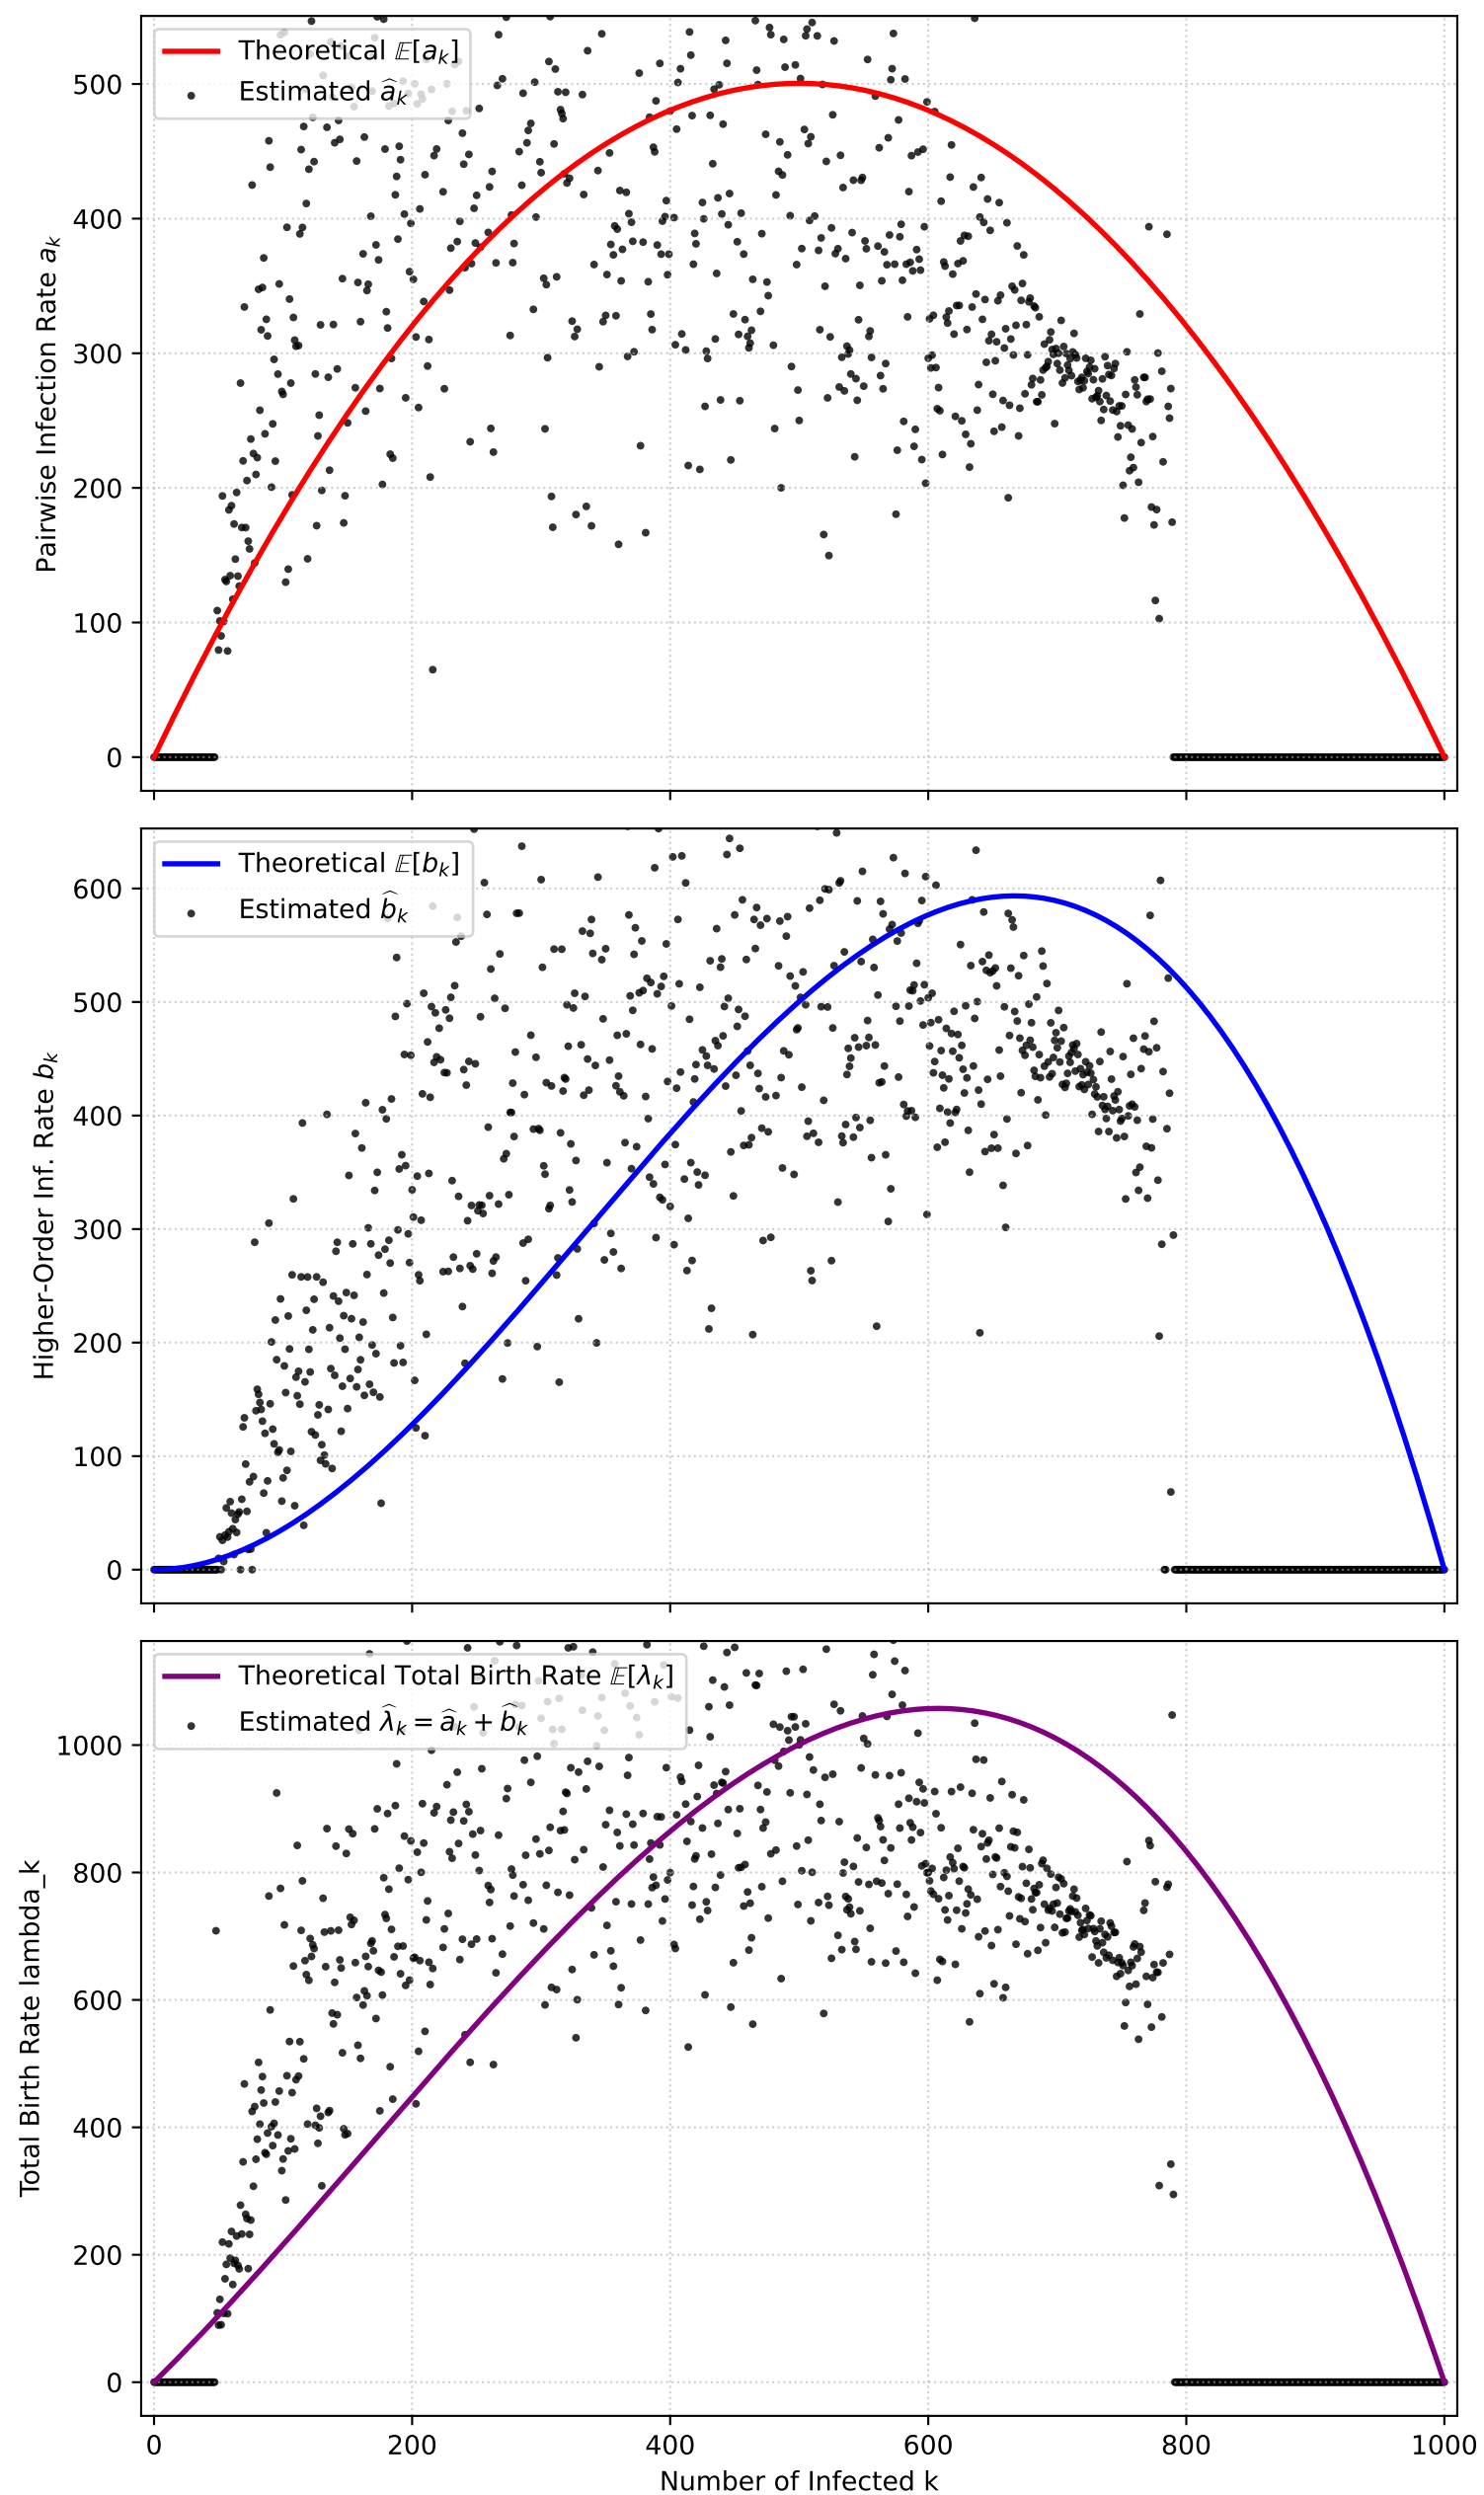 Theoretical 𝔼[a_k]
Estimated â_k
500
400
300
200
100
0
Pairwise Infection Rate a_k
Theoretical 𝔼[b_k]
Estimated b̂_k
600
500
400
300
200
100
0
Higher-Order Inf. Rate b_k
Theoretical Total Birth Rate 𝔼[λ_k]
Estimated λ̂_k = â_k + b̂_k
1000
800
600
400
200
0
Total Birth Rate lambda_k
0 200 400 600 800 1000
Number of Infected k